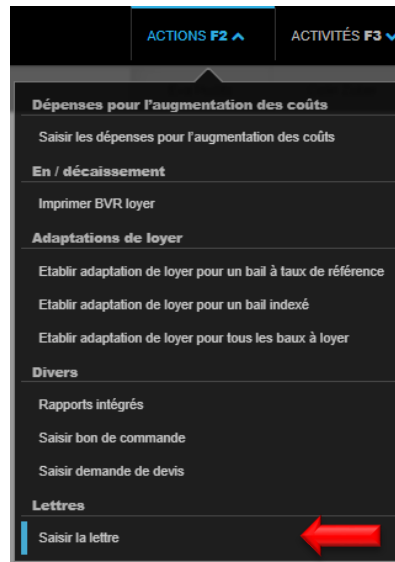 ACTIONS F2 ACTIVITÉS F3
Dépenses pour l'augmentation des coûts
Saisir les dépenses pour l'augmentation des coûts
En / décaissement
Imprimer BVR loyer
Adaptations de loyer
Etablir adaptation de loyer pour un bail à taux de référence
Etablir adaptation de loyer pour un bail indexé
Etablir adaptation de loyer pour tous les baux à loyer
Divers
Rapports intégrés
Saisir bon de commande
Saisir demande de devis
Lettres
Saisir la lettre